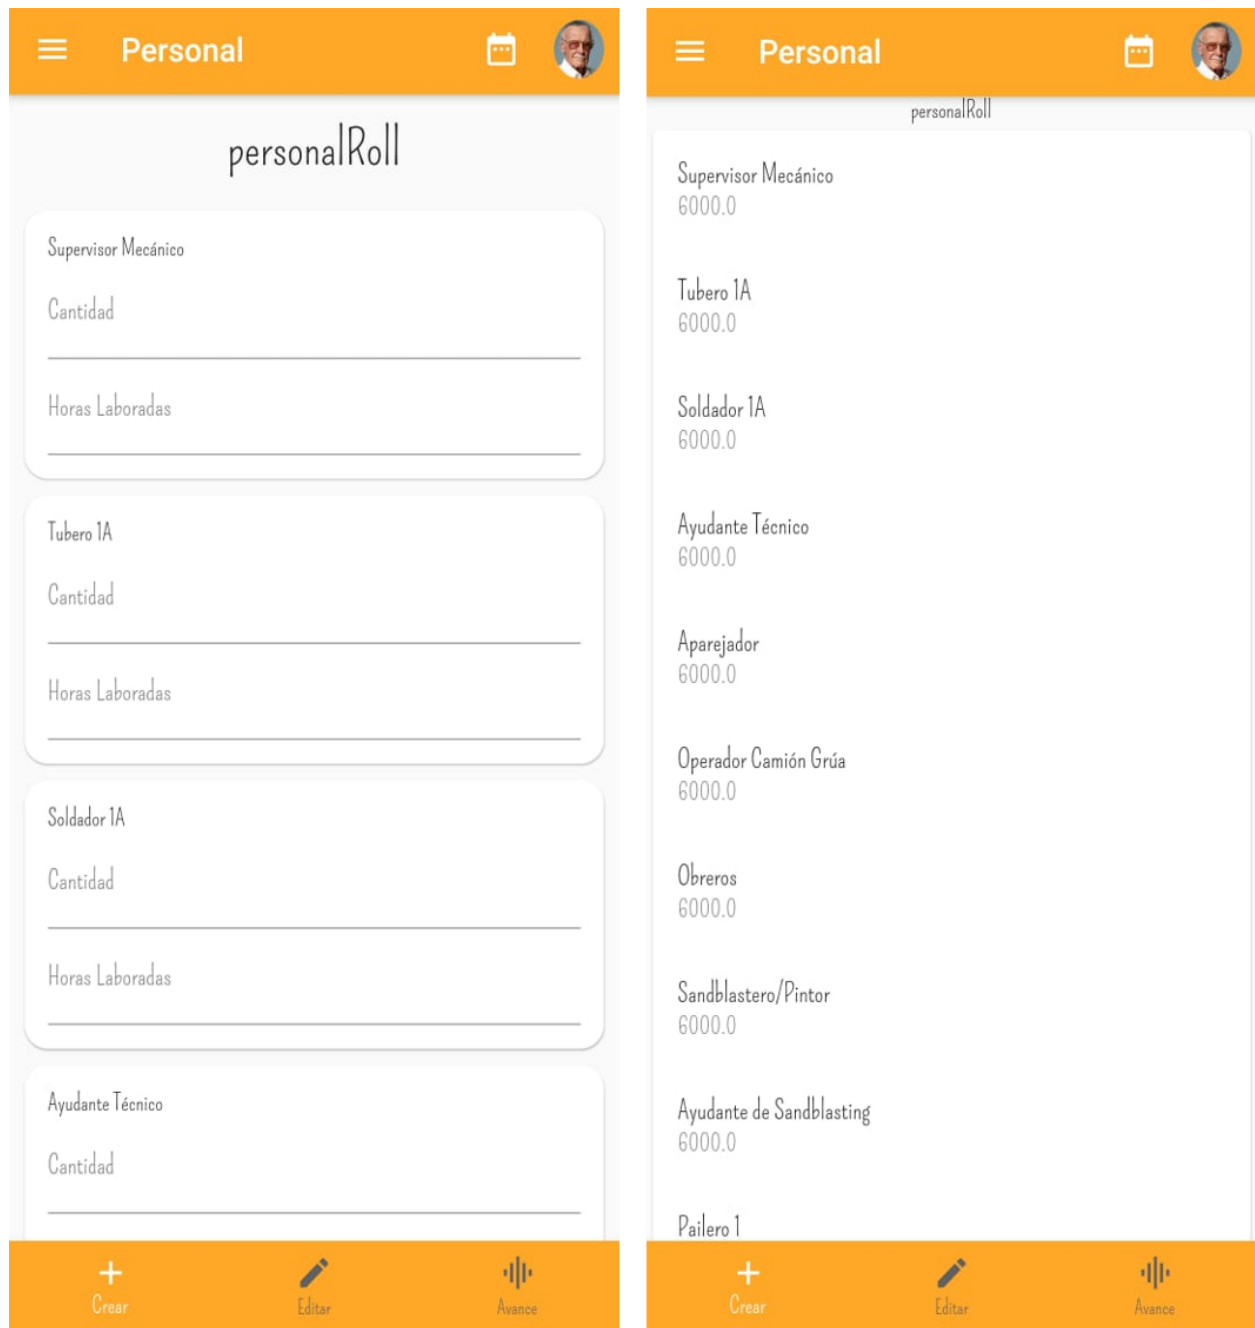 Personal
personalRoll
Supervisor Mecánico
Cantidad
Horas Laboradas
Tubero 1A
Cantidad
Horas Laboradas
Soldador 1A
Cantidad
Horas Laboradas
Ayudante Técnico
Cantidad
Crear
Editar
Avance
Personal
personalRoll
Supervisor Mecánico
6000.0
Tubero 1A
6000.0
Soldador 1A
6000.0
Ayudante Técnico
6000.0
Aparejador
6000.0
Operador Camión Grúa
6000.0
Obreros
6000.0
Sandblastero/Pintor
6000.0
Ayudante de Sandblasting
6000.0
Pailero 1
Crear
Editar
Avance